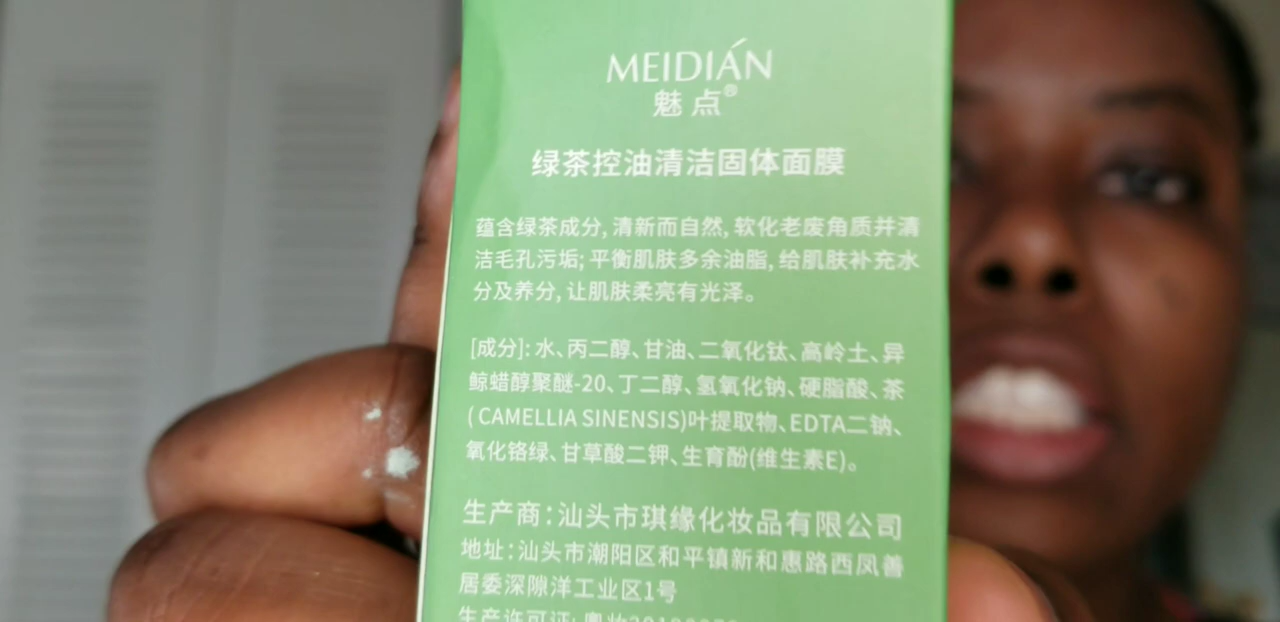 MEIDIÁN
魅点®
绿茶控油清洁固体面膜
蕴含绿茶成分, 清新而自然, 软化老废角质并清
洁毛孔污垢; 平衡肌肤多余油脂, 给肌肤补充水
分及养分, 让肌肤柔亮有光泽。
[成分]: 水、丙二醇、甘油、二氧化钛、高岭土、异
鲸蜡醇聚醚-20、丁二醇、氢氧化钠、硬脂酸、茶
(CAMELLIA SINENSIS)叶提取物、EDTA二钠、
氧化铬绿、甘草酸二钾、生育酚(维生素E)。
生产商: 汕头市琪缘化妆品有限公司
地址: 汕头市潮阳区和平镇新和惠路西凤善
居委深隙洋工业区1号
生产许可证: 粤妆